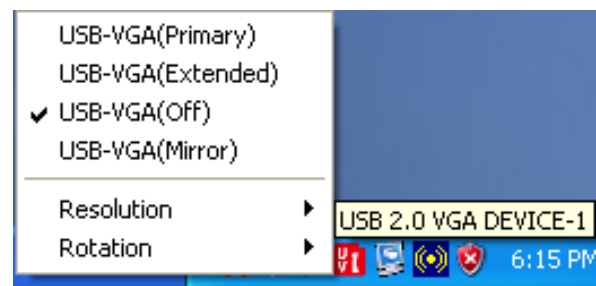 USB-VGA(Primary)
USB-VGA(Extended)
USB-VGA(Off)
USB-VGA(Mirror)
Resolution
Rotation
USB 2.0 VGA DEVICE-1
6:15 PM